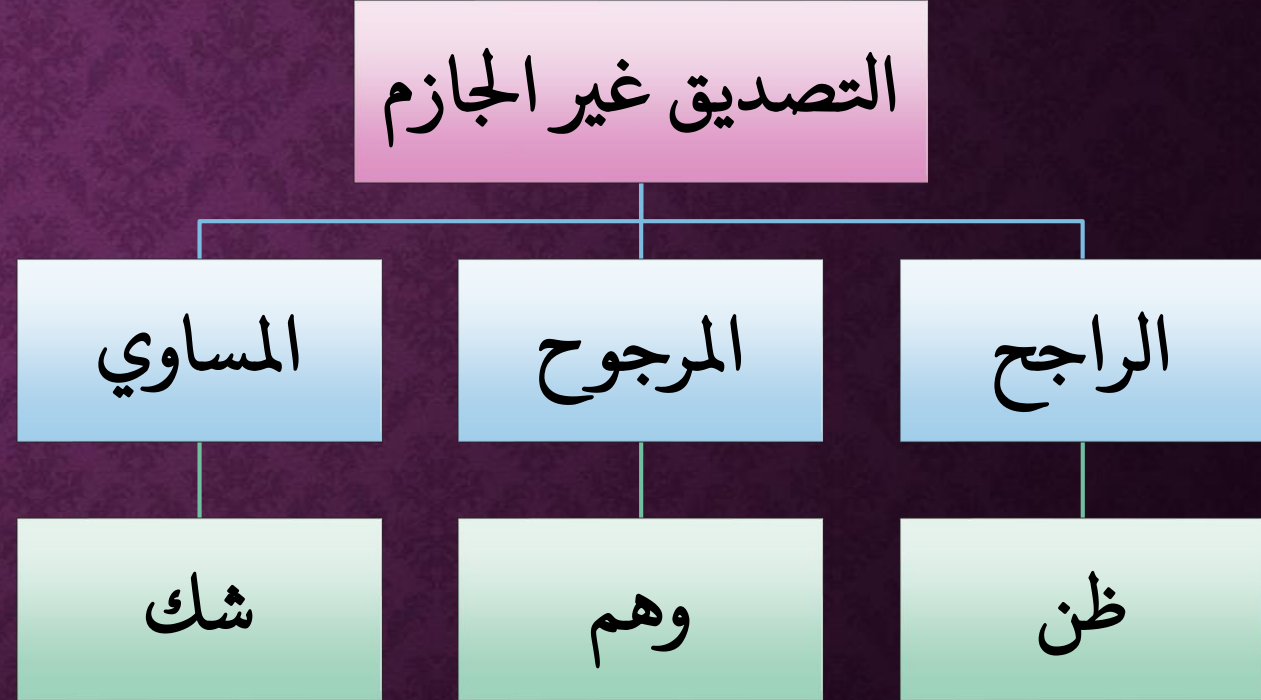 التصديق غير الجازم
الراجح
المرجوح
المساوي
ظن
وهم
شك